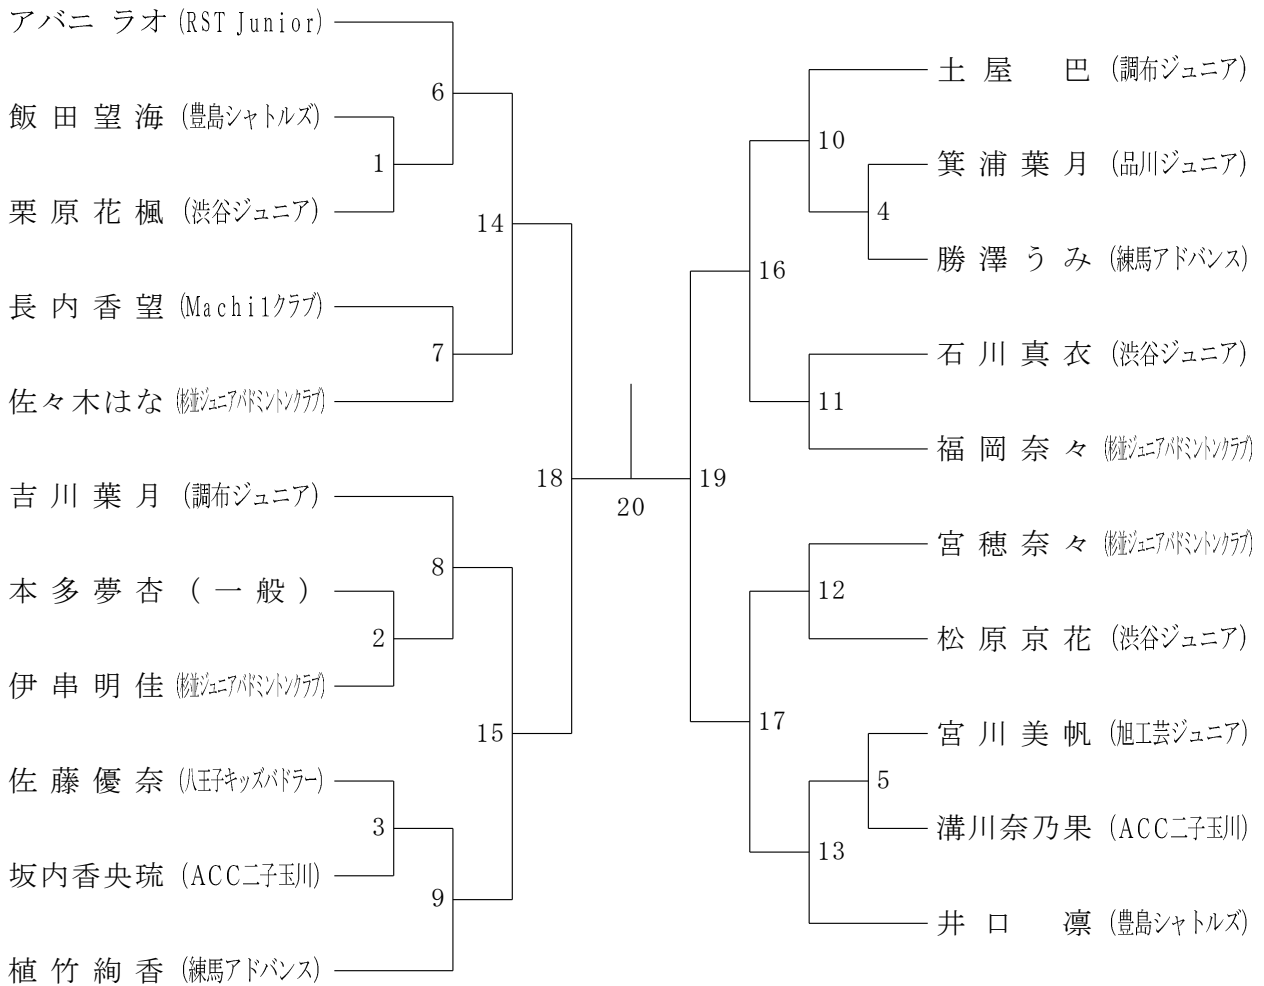 アバニ ラオ (RST Junior)
飯田望海 (豊島シャトルズ)
栗原花楓 (渋谷ジュニア)
長内香望 (Machi1クラブ)
佐々木はな (杉並ジュニアバドミントンクラブ)
吉川葉月 (調布ジュニア)
本多夢杏 (一般)
伊串明佳 (杉並ジュニアバドミントンクラブ)
佐藤優奈 (八王子キッズバドラー)
坂内香央琉 (ACC二子玉川)
植竹絢香 (練馬アドバンス)
1
2
3
6
7
8
9
14
15
18
20
19
16
17
10
11
12
13
4
5
土屋 巴 (調布ジュニア)
箕浦葉月 (品川ジュニア)
勝澤うみ (練馬アドバンス)
石川真衣 (渋谷ジュニア)
福岡奈々 (杉並ジュニアバドミントンクラブ)
宮穂奈々 (杉並ジュニアバドミントンクラブ)
松原京花 (渋谷ジュニア)
宮川美帆 (旭工芸ジュニア)
溝川奈乃果 (ACC二子玉川)
井口 凛 (豊島シャトルズ)